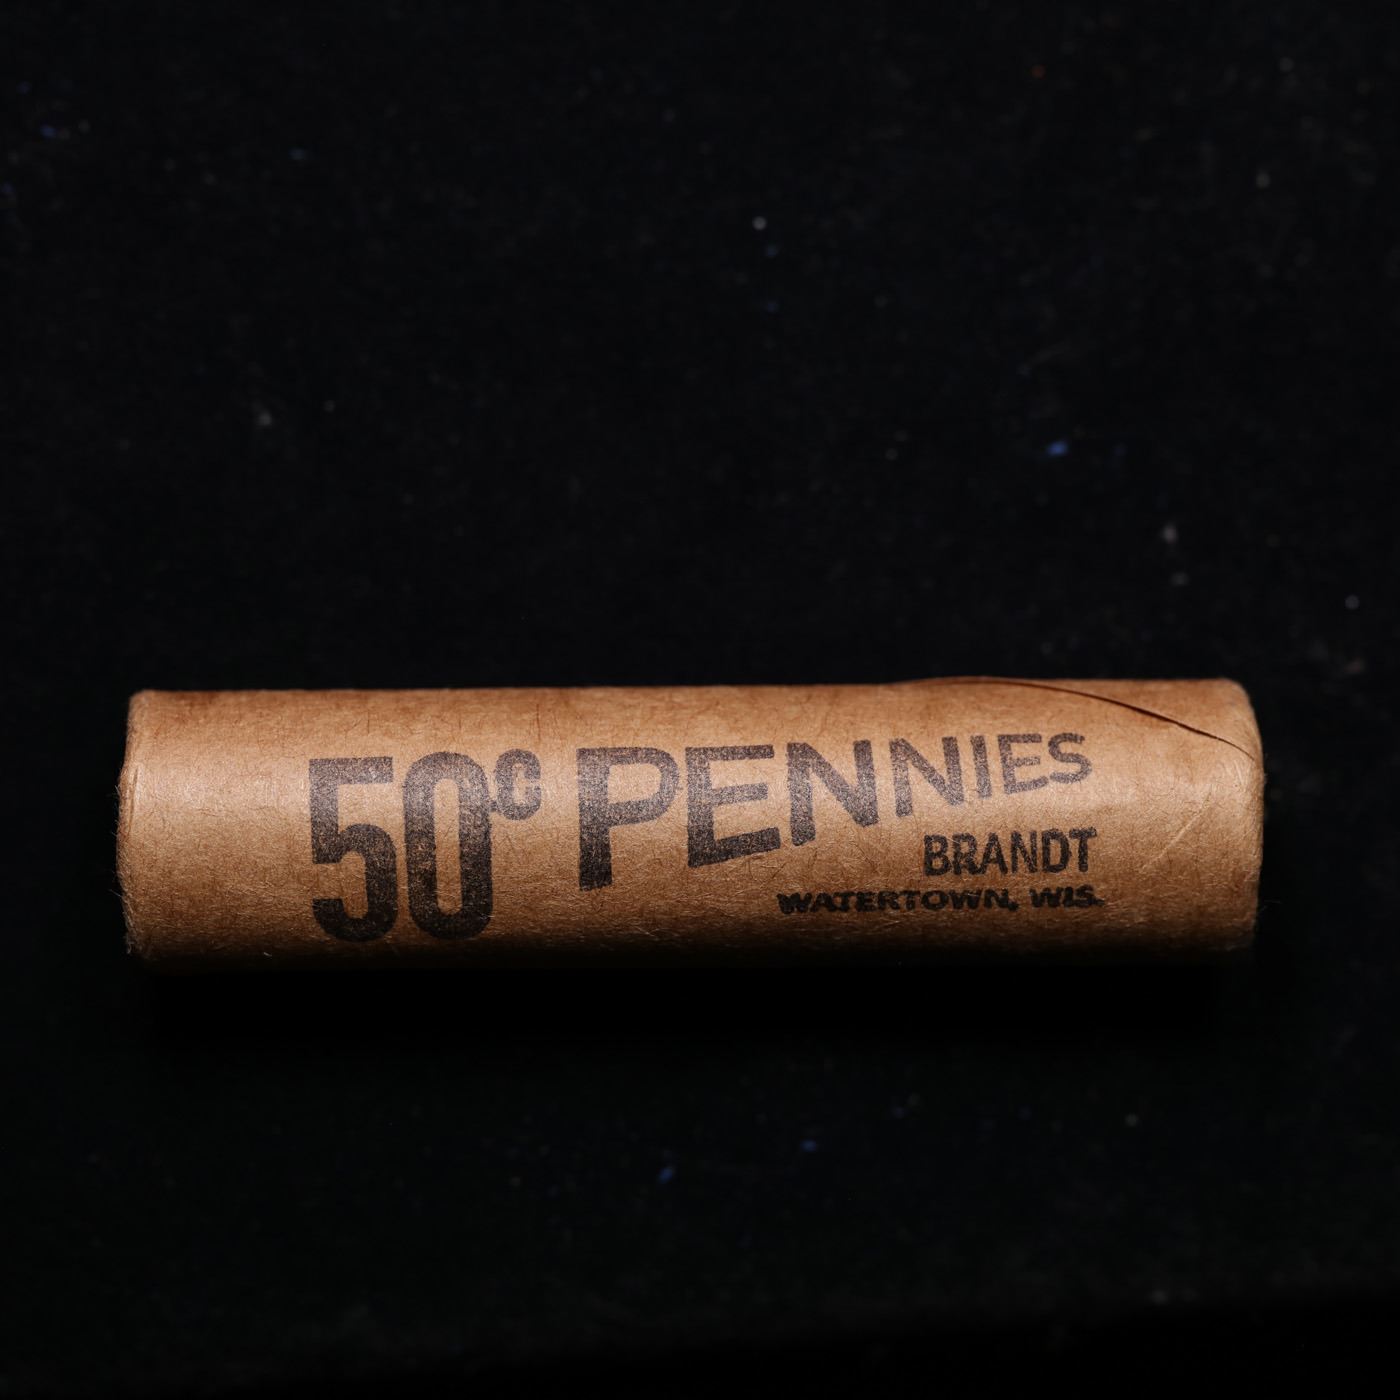 50¢ PENNIES
BRANDT
WATERTOWN, WIS.